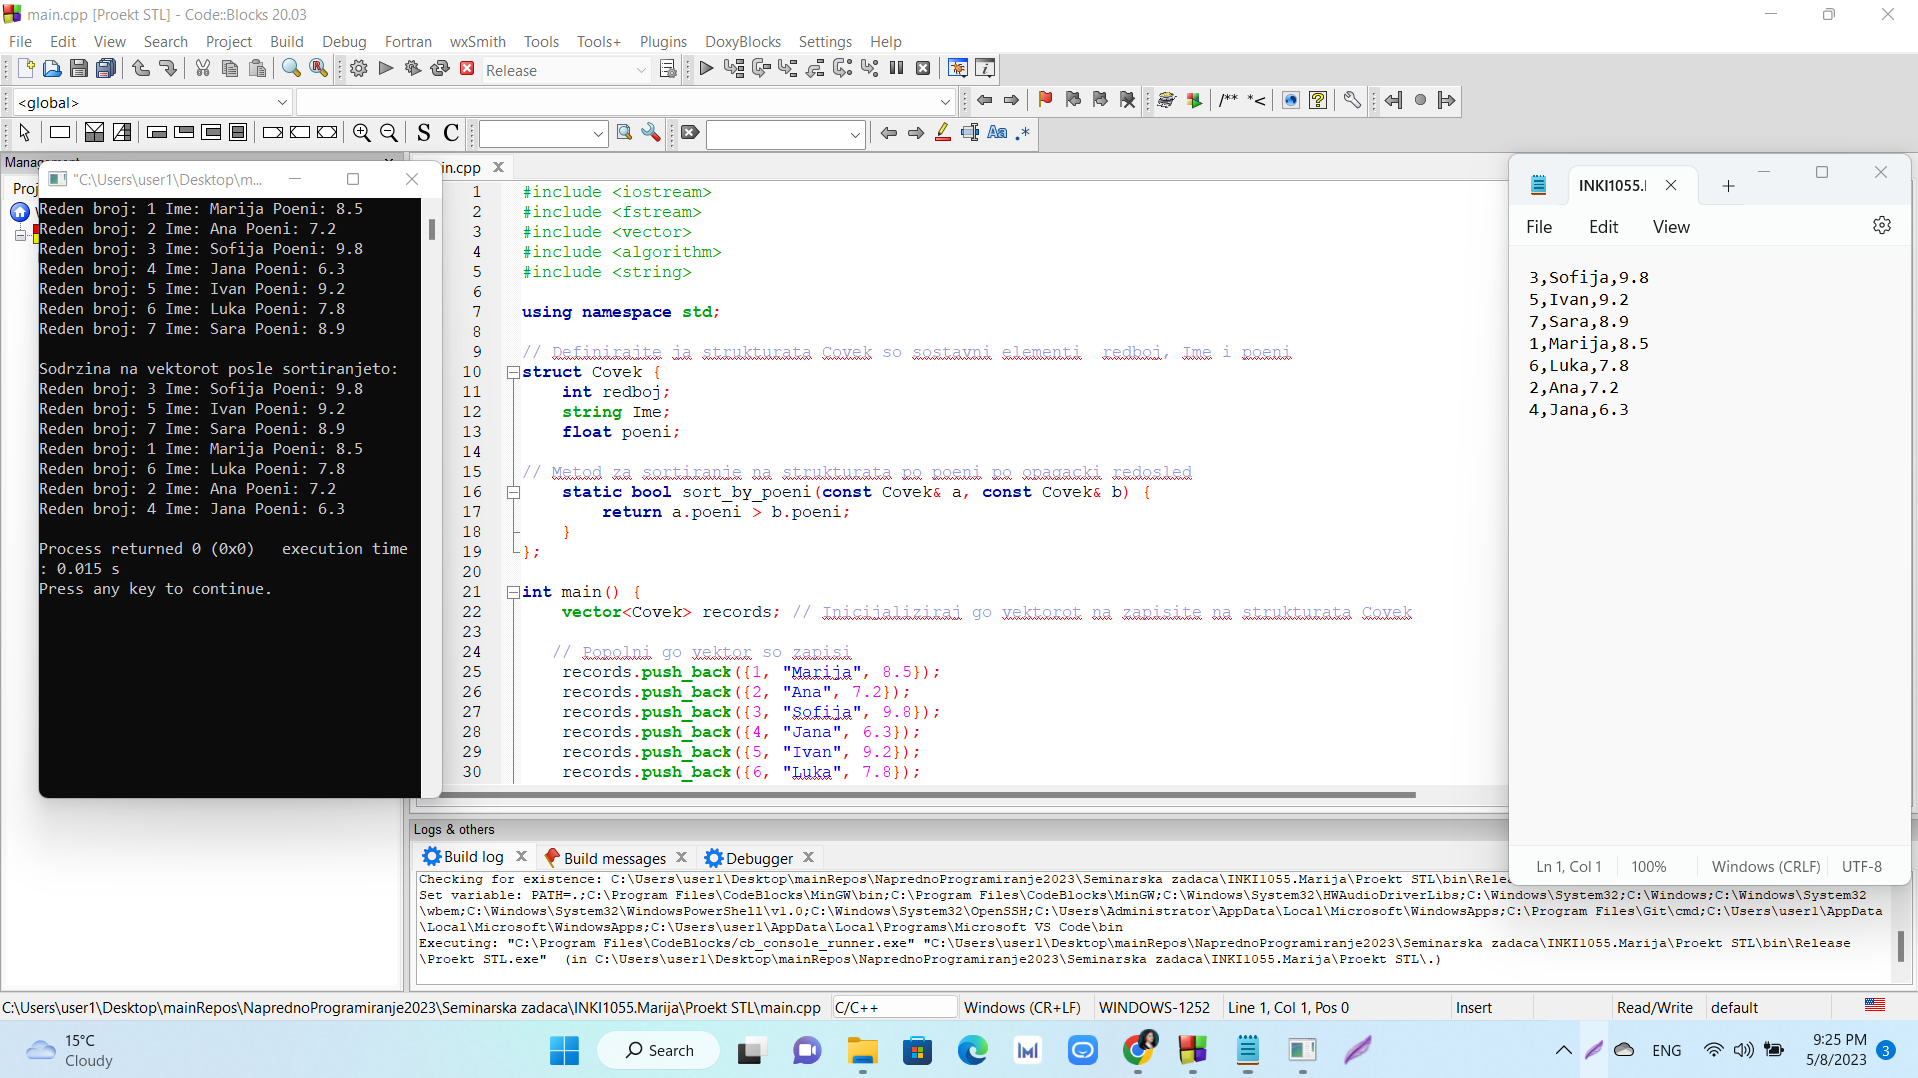 main.cpp [Proekt STL] - Code::Blocks 20.03
File Edit View Search Project Build Debug Fortran wxSmith Tools Tools+ Plugins DoxyBlocks Settings Help
Release
<global>
/** *<
S C
Aa .*
"C:\Users\user1\Desktop\m...
Reden broj: 1 Ime: Marija Poeni: 8.5
Reden broj: 2 Ime: Ana Poeni: 7.2
Reden broj: 3 Ime: Sofija Poeni: 9.8
Reden broj: 4 Ime: Jana Poeni: 6.3
Reden broj: 5 Ime: Ivan Poeni: 9.2
Reden broj: 6 Ime: Luka Poeni: 7.8
Reden broj: 7 Ime: Sara Poeni: 8.9
Sodrzina na vektorot posle sortiranjeto:
Reden broj: 3 Ime: Sofija Poeni: 9.8
Reden broj: 5 Ime: Ivan Poeni: 9.2
Reden broj: 7 Ime: Sara Poeni: 8.9
Reden broj: 1 Ime: Marija Poeni: 8.5
Reden broj: 6 Ime: Luka Poeni: 7.8
Reden broj: 2 Ime: Ana Poeni: 7.2
Reden broj: 4 Ime: Jana Poeni: 6.3
Process returned 0 (0x0)   execution time
: 0.015 s
Press any key to continue.
in.cpp
1 #include <iostream>
2 #include <fstream>
3 #include <vector>
4 #include <algorithm>
5 #include <string>
6
7 using namespace std;
8
9 // Definirajte ja strukturata Covek so sostavni elementi  redboj, Ime i poeni
10 struct Covek {
11 int redboj;
12 string Ime;
13 float poeni;
14
15 // Metod za sortiranje na strukturata po poeni po opagacki redosled
16 static bool sort_by_poeni(const Covek& a, const Covek& b) {
17 return a.poeni > b.poeni;
18 }
19 };
20
21 int main() {
22 vector<Covek> records; // Inicijaliziraj go vektorot na zapisite na strukturata Covek
23
24 // Popolni go vektor so zapisi
25 records.push_back({1, "Marija", 8.5});
26 records.push_back({2, "Ana", 7.2});
27 records.push_back({3, "Sofija", 9.8});
28 records.push_back({4, "Jana", 6.3});
29 records.push_back({5, "Ivan", 9.2});
30 records.push_back({6, "Luka", 7.8});
INKI1055.
File Edit View
3,Sofija,9.8
5,Ivan,9.2
7,Sara,8.9
1,Marija,8.5
6,Luka,7.8
2,Ana,7.2
4,Jana,6.3
Ln 1, Col 1 100% Windows (CRLF) UTF-8
Logs & others
Build log Build messages Debugger
Checking for existence: C:\Users\user1\Desktop\mainRepos\NaprednoProgramiranje2023\Seminarska zadaca\INKI1055.Marija\Proekt STL\bin\Relea
Set variable: PATH=.;C:\Program Files\CodeBlocks\MinGW\bin;C:\Program Files\CodeBlocks\MinGW;C:\Windows\System32\HWAudioDriverLibs;C:\Windows\System32;C:\Windows;C:\Windows\System32
\wbem;C:\Windows\System32\WindowsPowerShell\v1.0;C:\Windows\System32\OpenSSH;C:\Users\Administrator\AppData\Local\Microsoft\WindowsApps;C:\Program Files\Git\cmd;C:\Users\user1\AppData
\Local\Microsoft\WindowsApps;C:\Users\user1\AppData\Local\Programs\Microsoft VS Code\bin
Executing: "C:\Program Files\CodeBlocks/cb_console_runner.exe" "C:\Users\user1\Desktop\mainRepos\NaprednoProgramiranje2023\Seminarska zadaca\INKI1055.Marija\Proekt STL\bin\Release
\Proekt STL.exe"  (in C:\Users\user1\Desktop\mainRepos\NaprednoProgramiranje2023\Seminarska zadaca\INKI1055.Marija\Proekt STL\.)
C:\Users\user1\Desktop\mainRepos\NaprednoProgramiranje2023\Seminarska zadaca\INKI1055.Marija\Proekt STL\main.cpp C/C++ Windows (CR+LF) WINDOWS-1252 Line 1, Col 1, Pos 0 Insert Read/Write default
15°C
Cloudy
Search
ENG
9:25 PM
5/8/2023
3